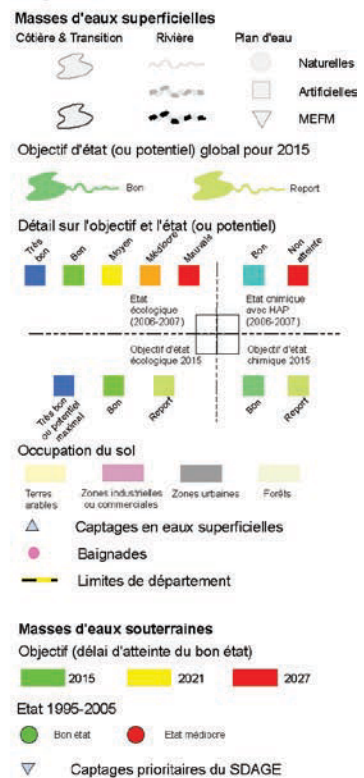 Masses d'eaux superficielles
Côtière & Transition Rivière Plan d'eau
Naturelles
Artificielles
MEFM
Objectif d'état (ou potentiel) global pour 2015
Bon Report
Détail sur l'objectif et l'état (ou potentiel)
Très bon Bon Moyen Médiocre Mauvais Bon Non atteinte
Etat écologique (2006-2007) Etat chimique avec HAP (2006-2007)
Objectif d'état écologique 2015 Objectif d'état chimique 2015
Très bon ou potentiel maximal Bon Report Bon Report
Occupation du sol
Terres arables Zones industrielles ou commerciales Zones urbaines Forêts
Captages en eaux superficielles
Baignades
Limites de département
Masses d'eaux souterraines
Objectif (délai d'atteinte du bon état)
2015 2021 2027
Etat 1995-2005
Bon état Etat médiocre
Captages prioritaires du SDAGE